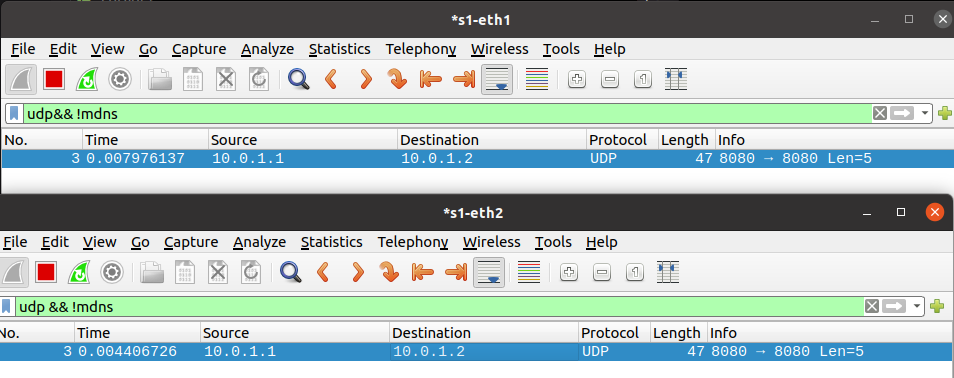 *s1-eth1
File Edit View Go Capture Analyze Statistics Telephony Wireless Tools Help
udp&& !mdns
No. Time Source Destination Protocol Length Info
3 0.007976137 10.0.1.1 10.0.1.2 UDP 47 8080 → 8080 Len=5
*s1-eth2
File Edit View Go Capture Analyze Statistics Telephony Wireless Tools Help
udp && !mdns
No. Time Source Destination Protocol Length Info
3 0.004406726 10.0.1.1 10.0.1.2 UDP 47 8080 → 8080 Len=5